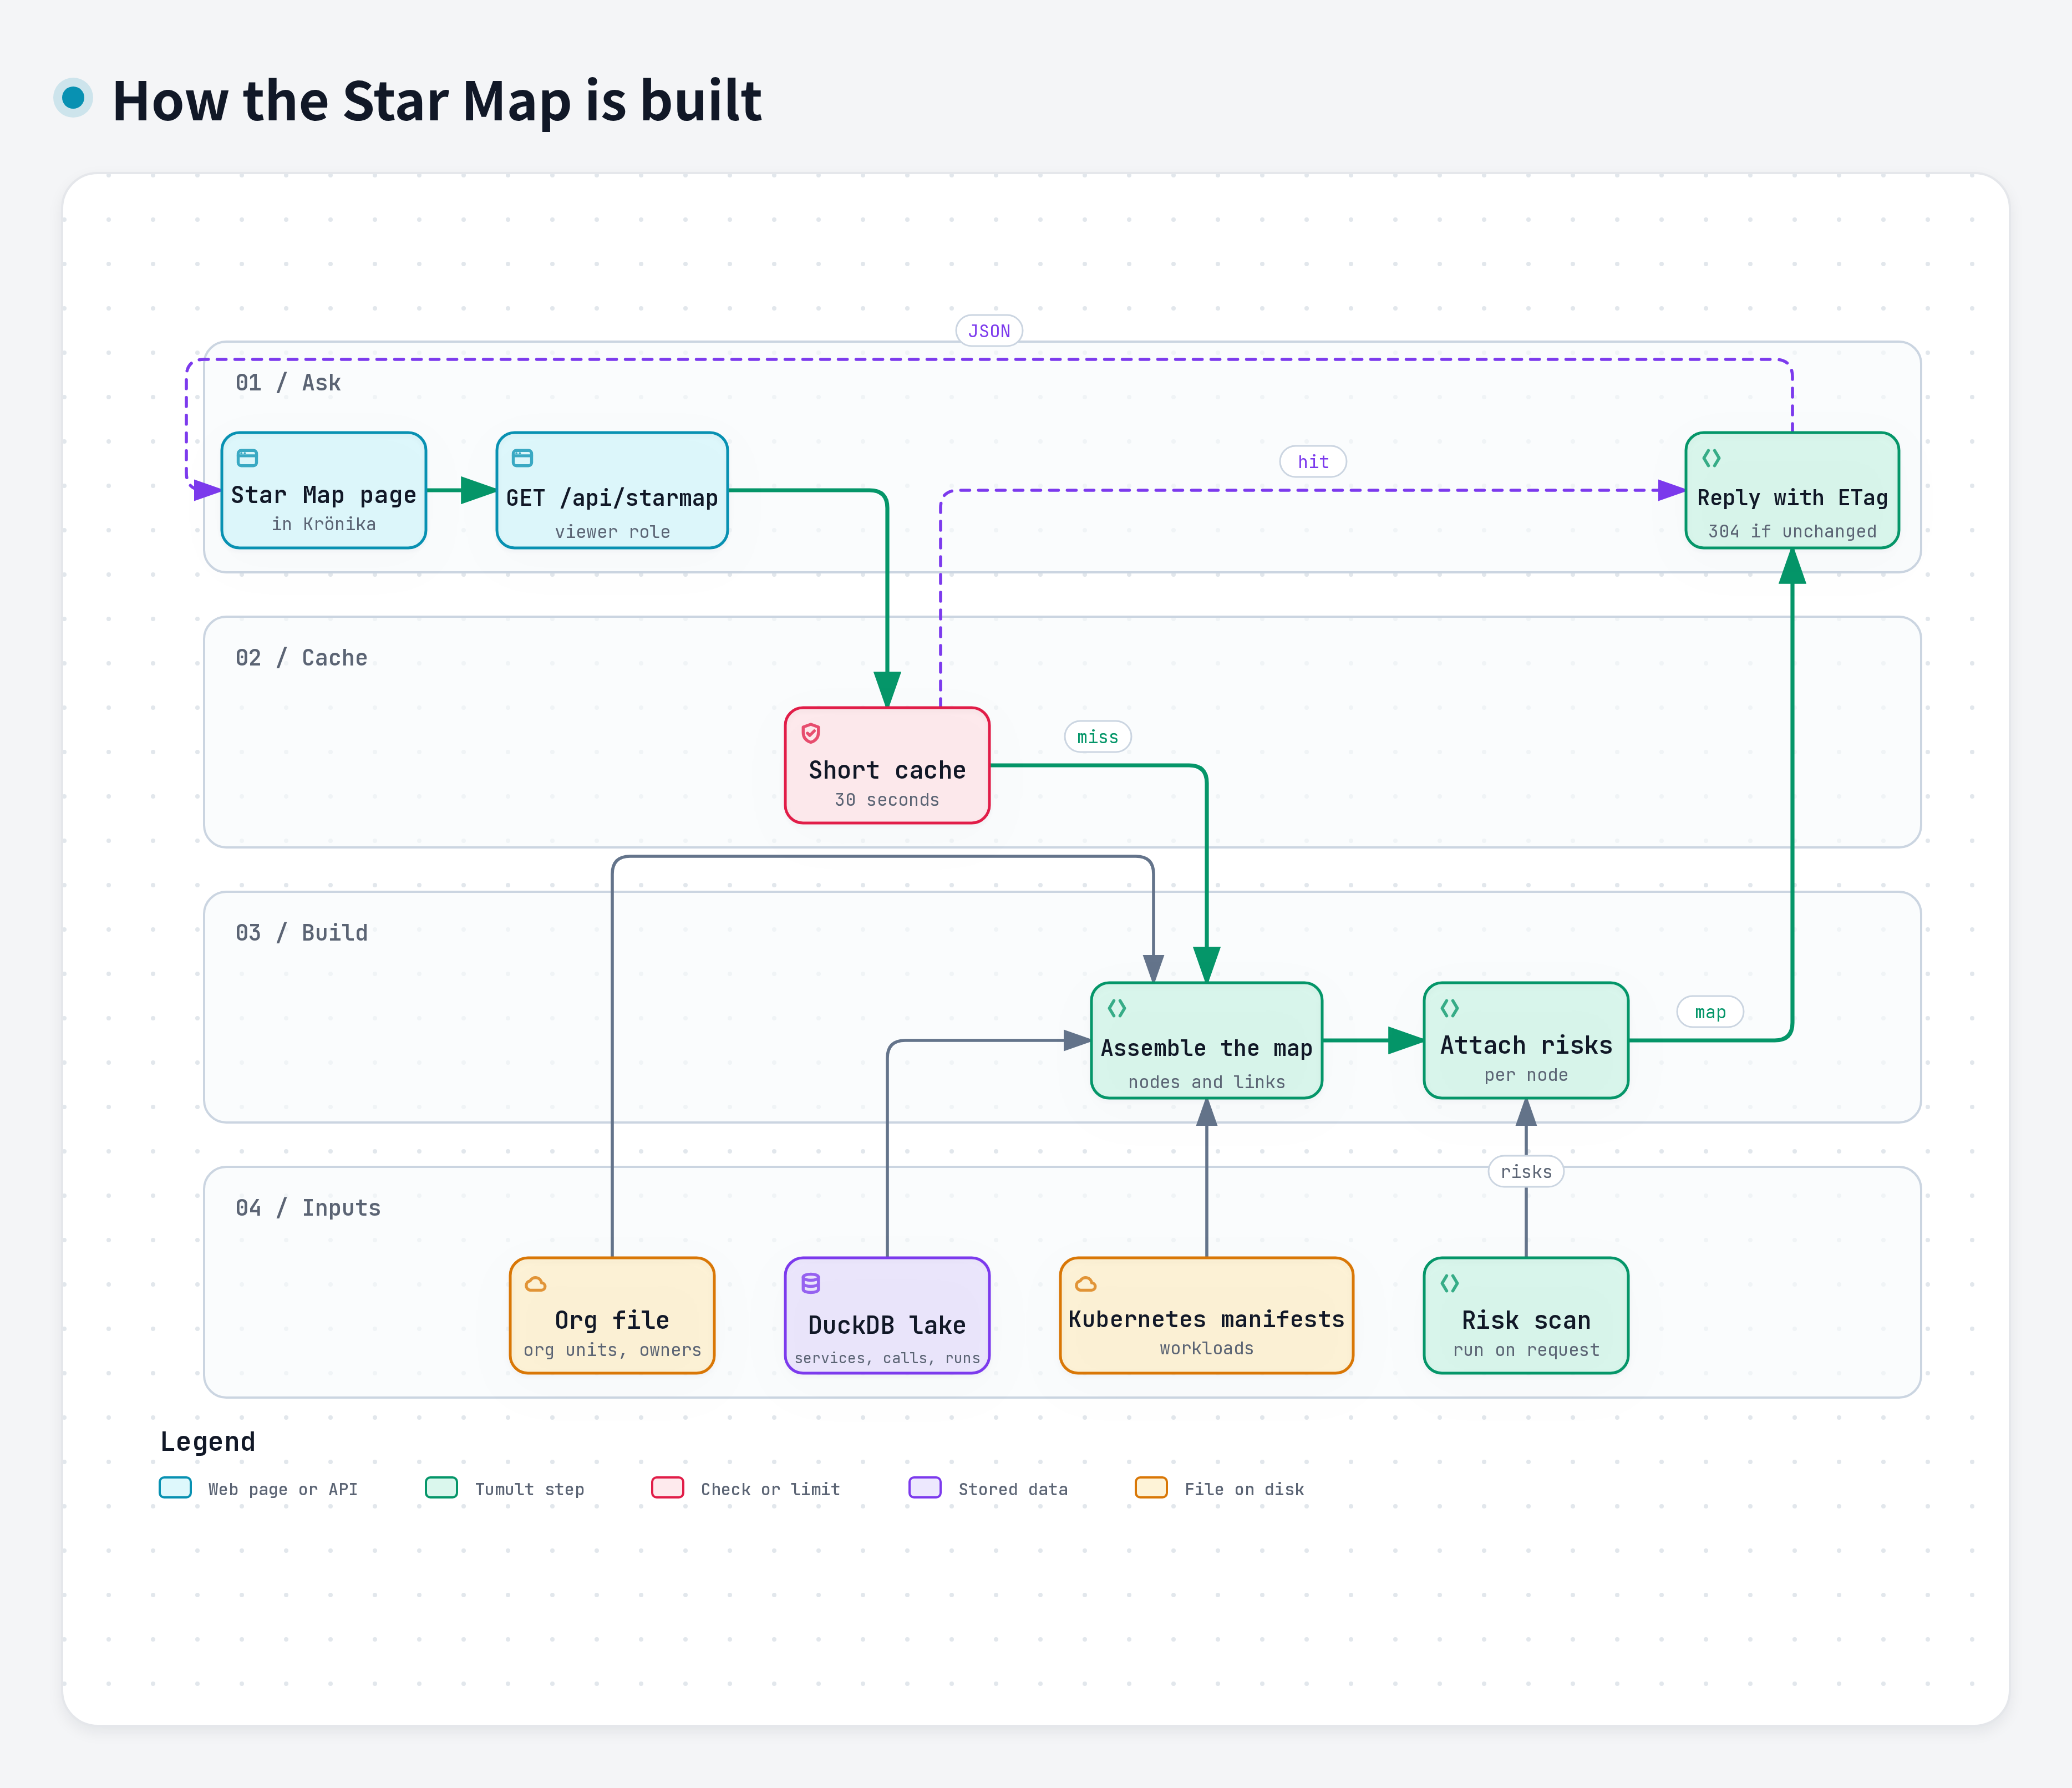 How the Star Map is built
JSON
01 / Ask
hit
Star Map page
in Krönika
GET /api/starmap
viewer role
Reply with ETag
304 if unchanged
02 / Cache
miss
Short cache
30 seconds
03 / Build
map
Assemble the map
nodes and links
Attach risks
per node
risks
04 / Inputs
Org file
org units, owners
DuckDB lake
services, calls, runs
Kubernetes manifests
workloads
Risk scan
run on request
Legend
Web page or API
Tumult step
Check or limit
Stored data
File on disk